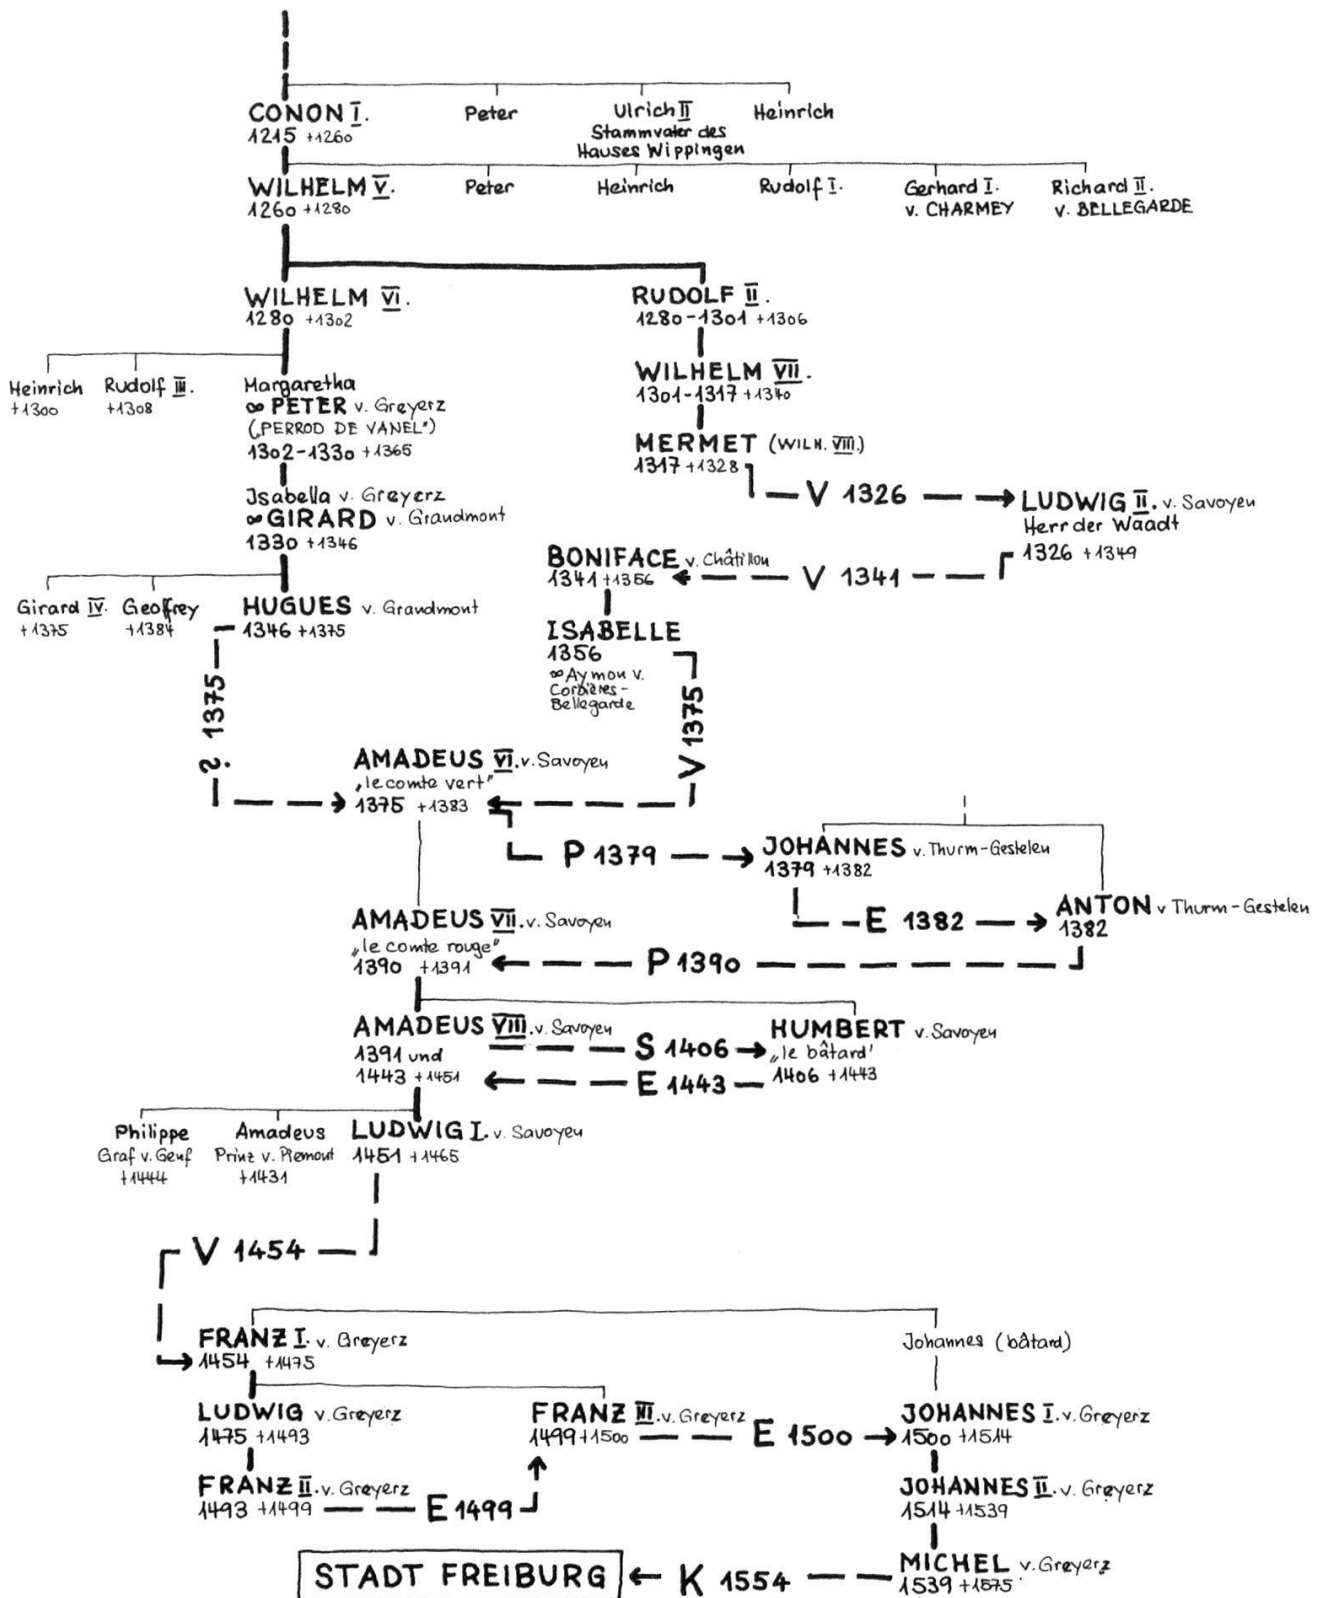 CONON I.
1215 +1260
Peter
Ulrich II
Stammvater des
Hauses Wippingen
Heinrich
WILHELM V.
1260 +1280
Peter
Heinrich
Rudolf I.
Gerhard I.
v. CHARMEY
Richard II.
v. BELLEGARDE
WILHELM VI.
1280 +1302
RUDOLF II.
1280-1301 +1306
Heinrich
+1300
Rudolf III.
+1308
Margaretha
∞ PETER v. Greyerz
(„PERROD DE VANEL")
1302-1330 +1365
WILHELM VII.
1301-1317 +1340
MERMET (WILH. VIII.)
1317 +1328
V 1326
LUDWIG II. v. Savoyen
Herr der Waadt
1326 +1349
Isabella v. Greyerz
∞ GIRARD v. Grandmont
1330 +1346
V 1341
BONIFACE v. Châtillon
1341 +1356
Girard IV.
+1375
Geoffrey
+1384
HUGUES v. Grandmont
1346 +1375
ISABELLE
1356
∞ Aymon v.
Corbières-
Bellegarde
? 1375
V 1375
AMADEUS VI. v. Savoyen
„le comte vert"
1375 +1383
P 1379
JOHANNES v. Thurm-Gestelen
1379 +1382
E 1382
ANTON v Thurm-Gestelen
1382
AMADEUS VII. v. Savoyen
„le comte rouge"
1390 +1391
P 1390
AMADEUS VIII. v. Savoyen
1391 und
1443 +1451
S 1406
E 1443
HUMBERT v. Savoyen
„le bâtard'
1406 +1443
Philippe
Graf v. Genf
+1444
Amadeus
Prinz v. Piemont
+1431
LUDWIG I. v. Savoyen
1451 +1465
V 1454
FRANZ I. v. Greyerz
1454 +1475
Johannes (bâtard)
LUDWIG v. Greyerz
1475 +1493
FRANZ III. v. Greyerz
1499 +1500
E 1500
JOHANNES I. v. Greyerz
1500 +1514
FRANZ II. v. Greyerz
1493 +1499
E 1499
JOHANNES II. v. Greyerz
1514 +1539
STADT FREIBURG
K 1554
MICHEL v. Greyerz
1539 +1575